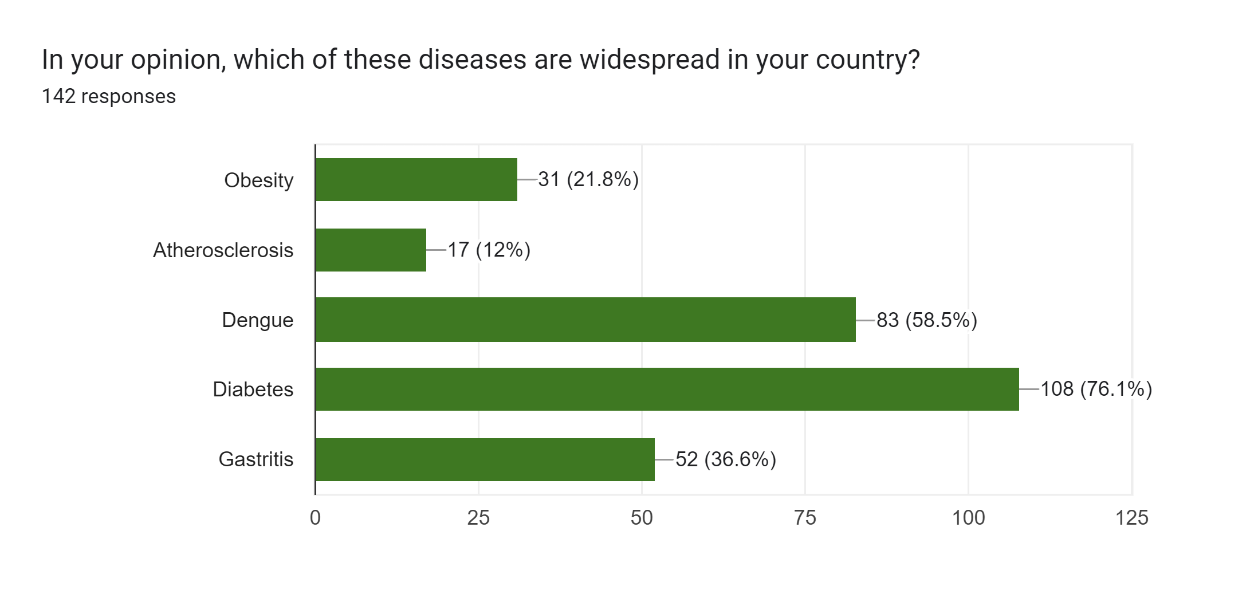 In your opinion, which of these diseases are widespread in your country?
142 responses
Obesity
31 (21.8%)
Atherosclerosis
17 (12%)
Dengue
83 (58.5%)
Diabetes
108 (76.1%)
Gastritis
52 (36.6%)
0 25 50 75 100 125